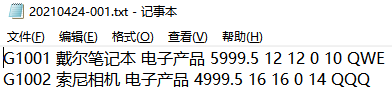 20210424-001.txt - 记事本
文件(F) 编辑(E) 格式(O) 查看(V) 帮助(H)
G1001 戴尔笔记本 电子产品 5999.5 12 12 0 10 QWE
G1002 索尼相机 电子产品 4999.5 16 16 0 14 QQQ